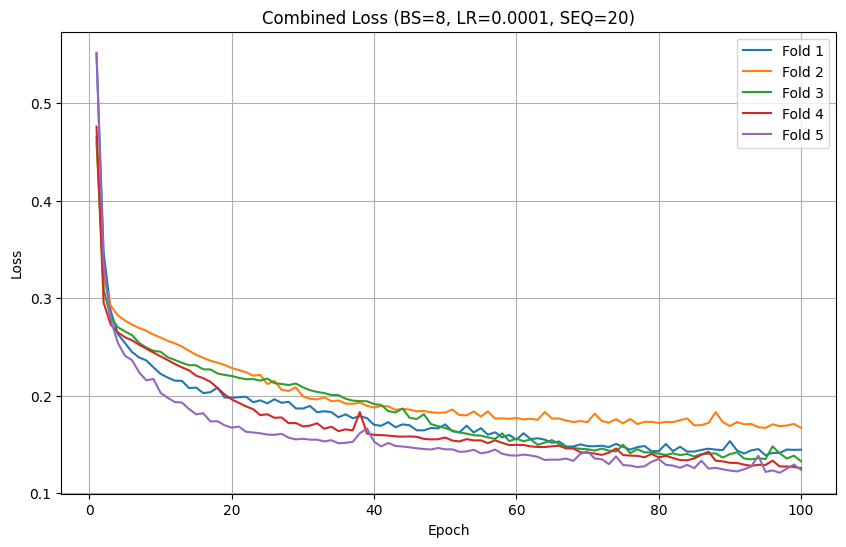 Combined Loss (BS=8, LR=0.0001, SEQ=20)
Fold 1
Fold 2
Fold 3
Fold 4
Fold 5
Loss
0.5
0.4
0.3
0.2
0.1
0
20
40
60
80
100
Epoch